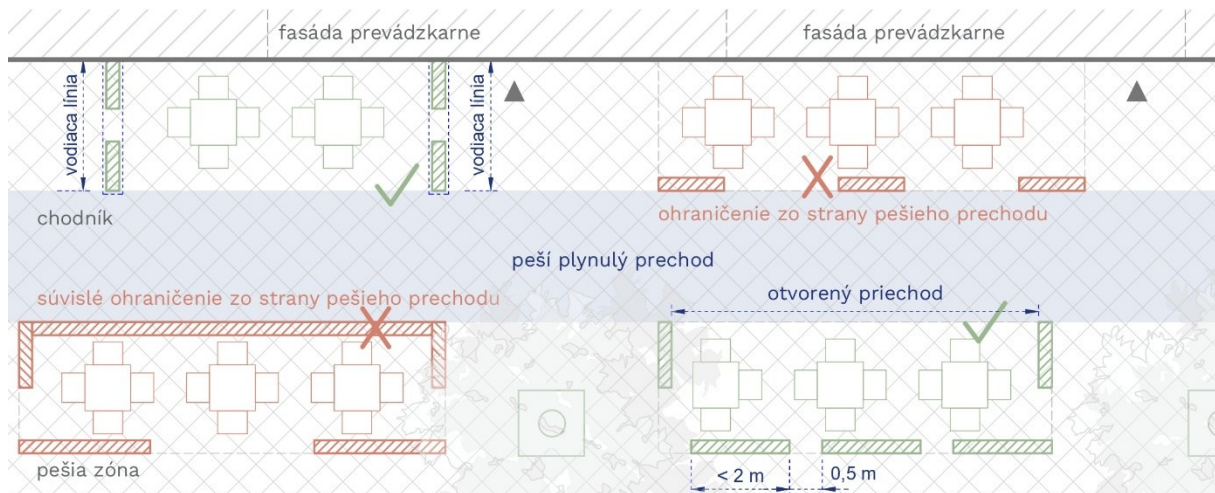 fasáda prevádzkarne
fasáda prevádzkarne
vodiaca línia
vodiaca línia
chodník
ohraničenie zo strany pešieho prechodu
peší plynulý prechod
súvislé ohraničenie zo strany pešieho prechodu
otvorený priechod
pešia zóna
< 2 m
0,5 m